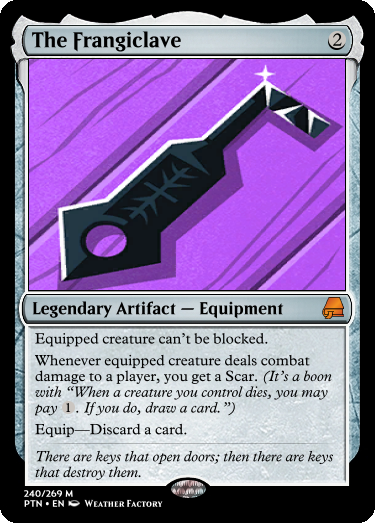 The Frangiclave 2
Legendary Artifact — Equipment
Equipped creature can't be blocked.
Whenever equipped creature deals combat
damage to a player, you get a Scar. (It's a boon
with “When a creature you control dies, you may
pay 1. If you do, draw a card.”)
Equip—Discard a card.
There are keys that open doors; then there are keys
that destroy them.
240/269 M
PTN • EN Weather Factory